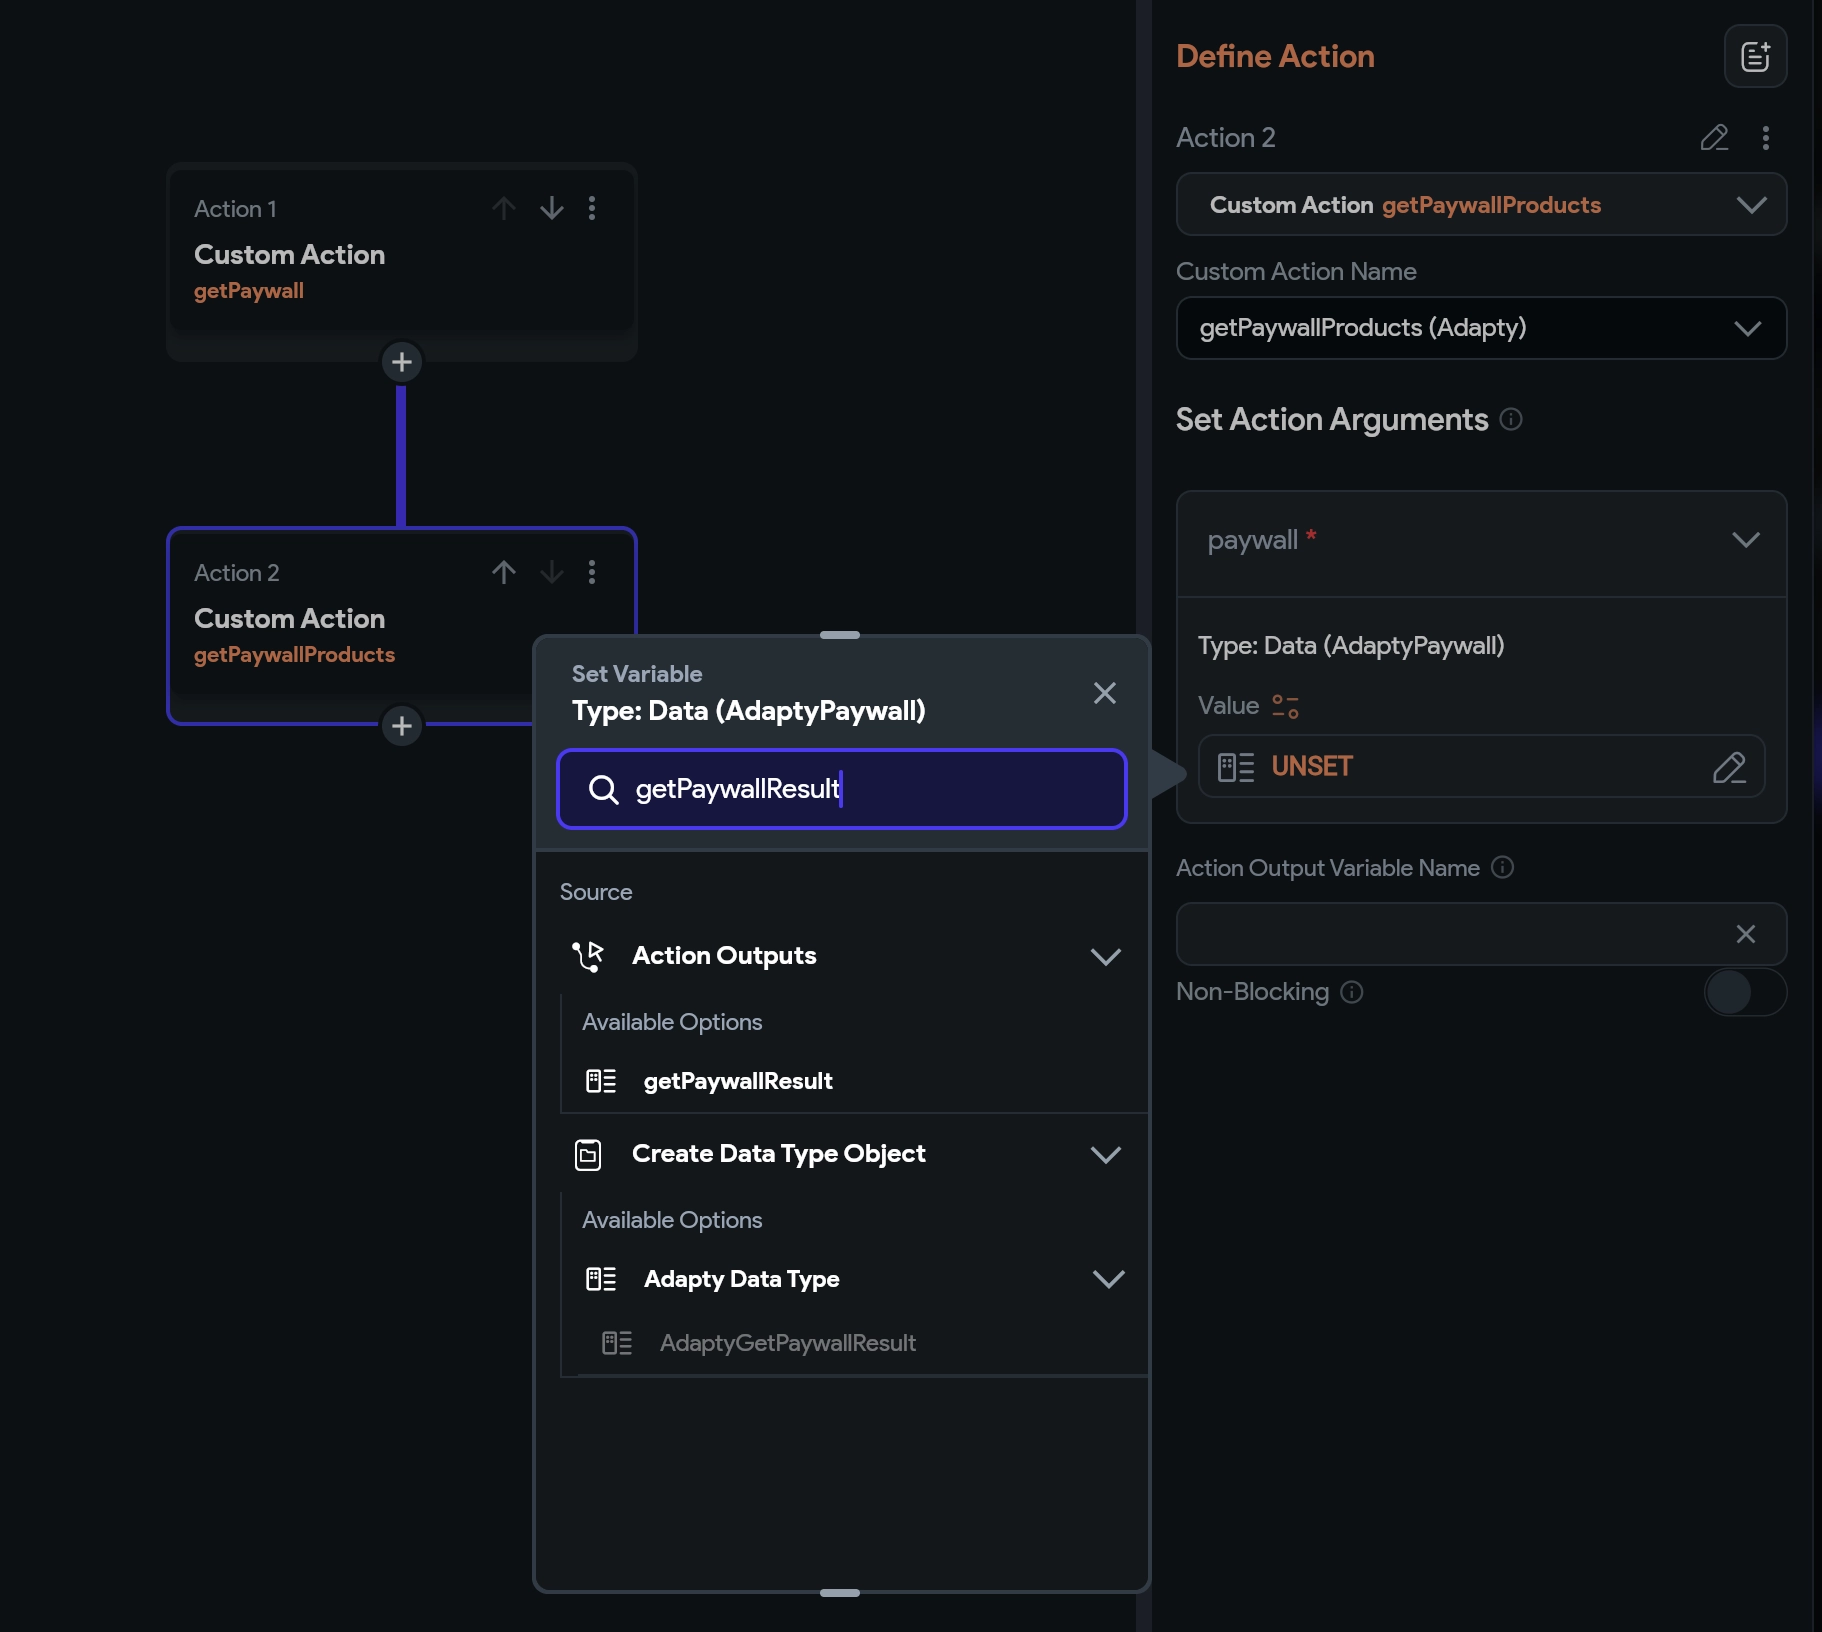 Define Action
Action 2
Custom Action getPaywallProducts
Custom Action Name
getPaywallProducts (Adapty)
Set Action Arguments
paywall *
Type: Data (AdaptyPaywall)
Value
UNSET
Action Output Variable Name
Non-Blocking
Action 1
Custom Action
getPaywall
Action 2
Custom Action
getPaywallProducts
Set Variable
Type: Data (AdaptyPaywall)
getPaywallResult
Source
Action Outputs
Available Options
getPaywallResult
Create Data Type Object
Available Options
Adapty Data Type
AdaptyGetPaywallResult